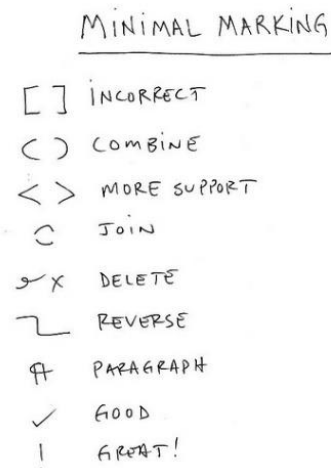 MINIMAL MARKING
[ ] INCORRECT
( ) COMBINE
< > MORE SUPPORT
JOIN
x DELETE
REVERSE
PARAGRAPH
✓ GOOD
| GREAT!